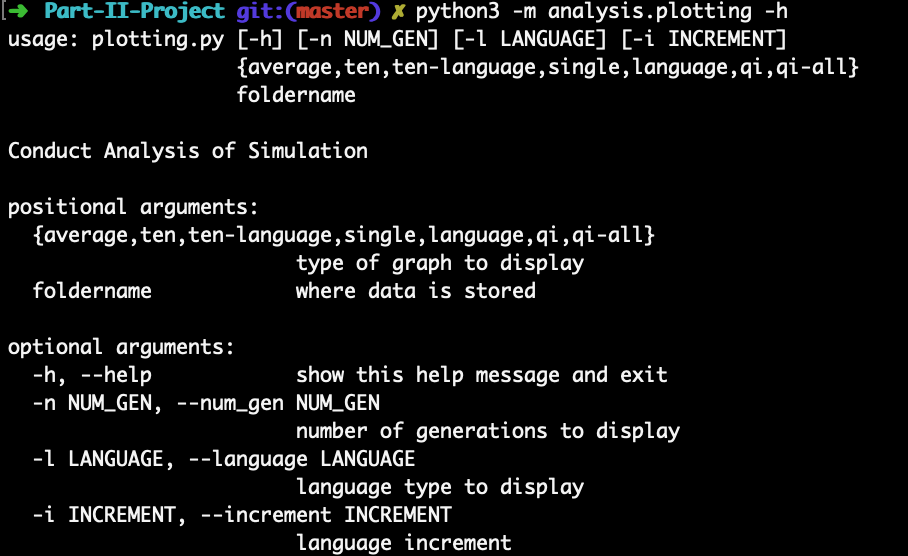 [➜ Part-II-Project git:(master) ✗ python3 -m analysis.plotting -h
usage: plotting.py [-h] [-n NUM_GEN] [-l LANGUAGE] [-i INCREMENT]
{average,ten,ten-language,single,language,qi,qi-all}
foldername
Conduct Analysis of Simulation
positional arguments:
{average,ten,ten-language,single,language,qi,qi-all}
type of graph to display
foldername where data is stored
optional arguments:
-h, --help show this help message and exit
-n NUM_GEN, --num_gen NUM_GEN
number of generations to display
-l LANGUAGE, --language LANGUAGE
language type to display
-i INCREMENT, --increment INCREMENT
language increment